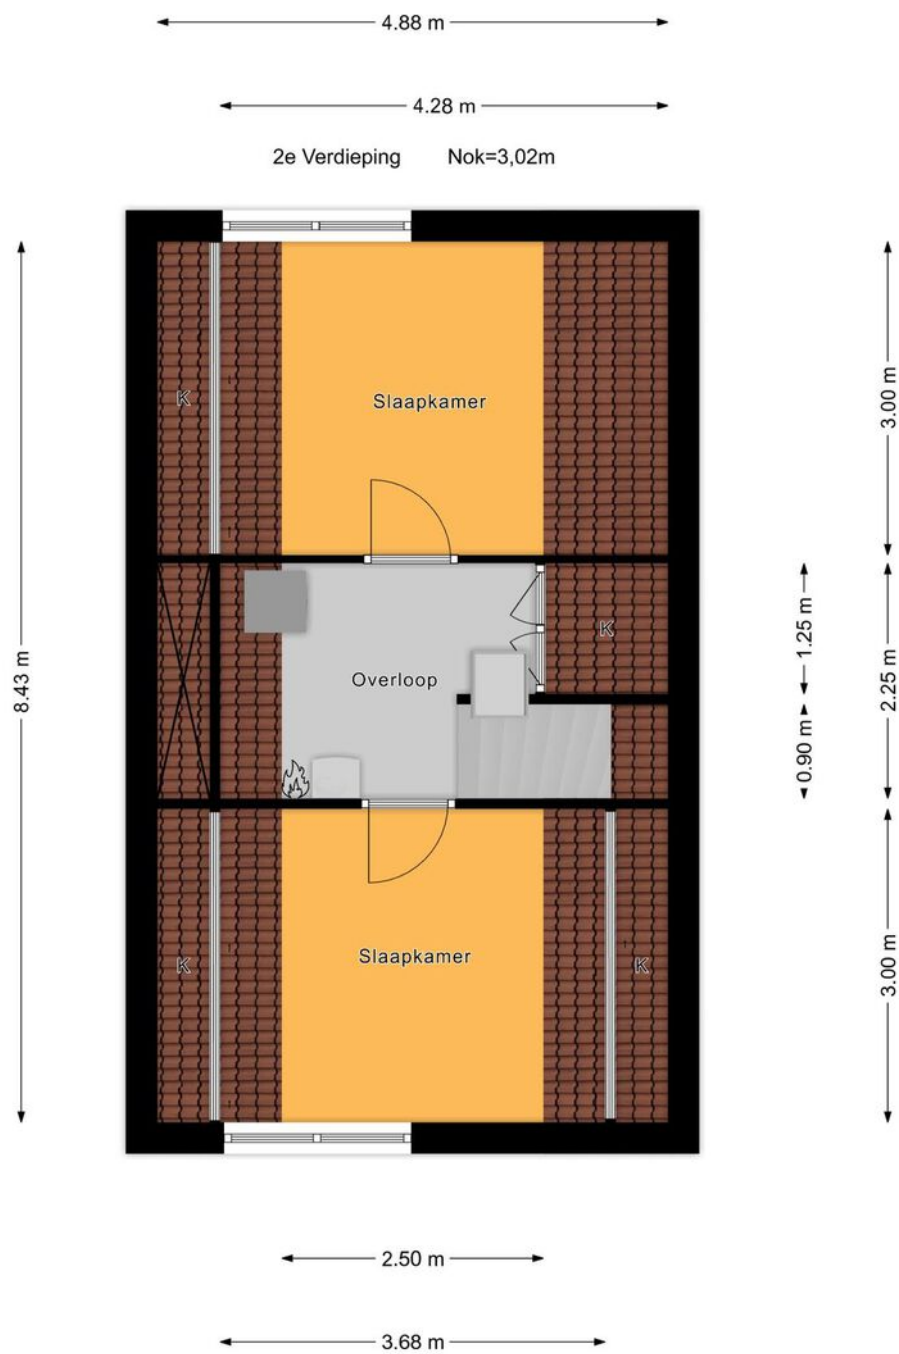 4.88 m
4.28 m
2e Verdieping Nok=3,02m
K
Slaapkamer
3.00 m
K
1.25 m
Overloop
8.43 m
2.25 m
0.90 m
Slaapkamer
K
K
3.00 m
2.50 m
3.68 m